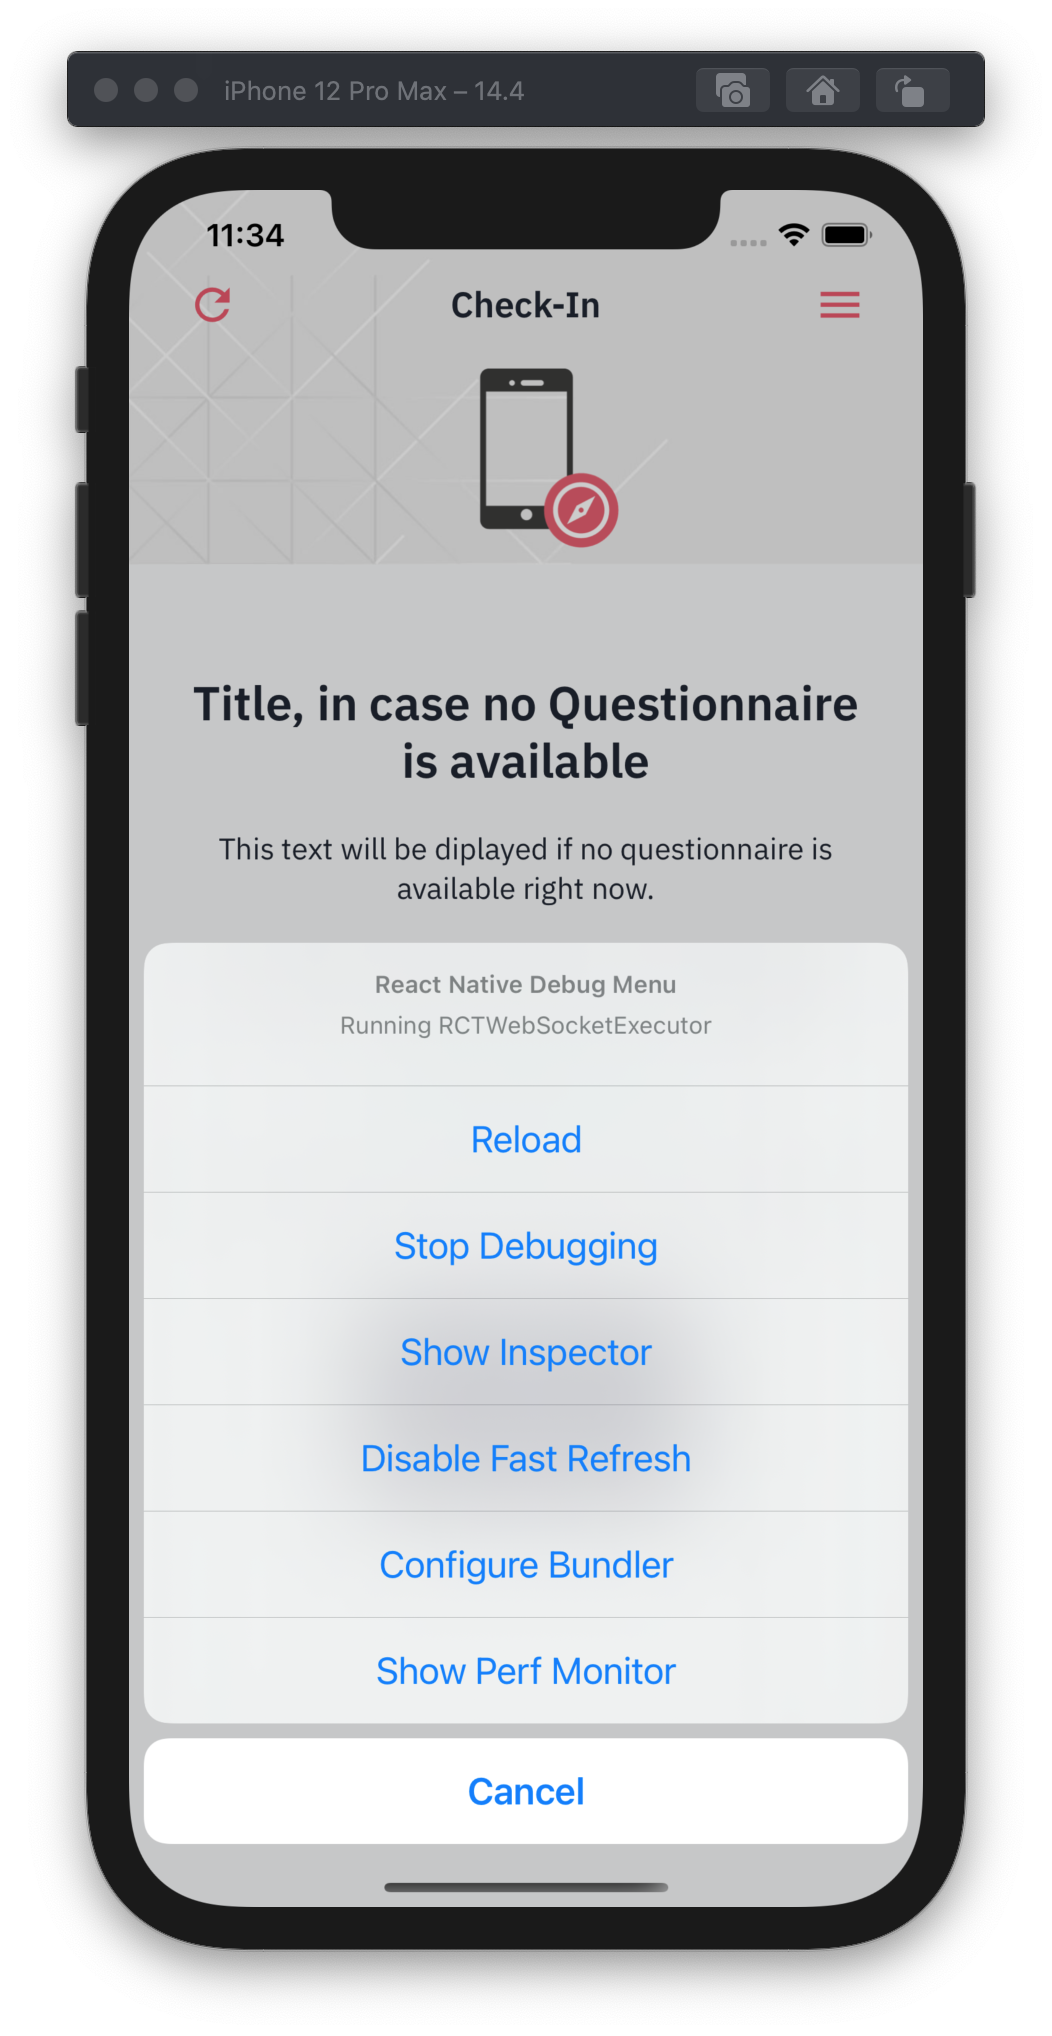 iPhone 12 Pro Max – 14.4
11:34
Check-In
Title, in case no Questionnaire
is available
This text will be diplayed if no questionnaire is
available right now.
React Native Debug Menu
Running RCTWebSocketExecutor
Reload
Stop Debugging
Show Inspector
Disable Fast Refresh
Configure Bundler
Show Perf Monitor
Cancel